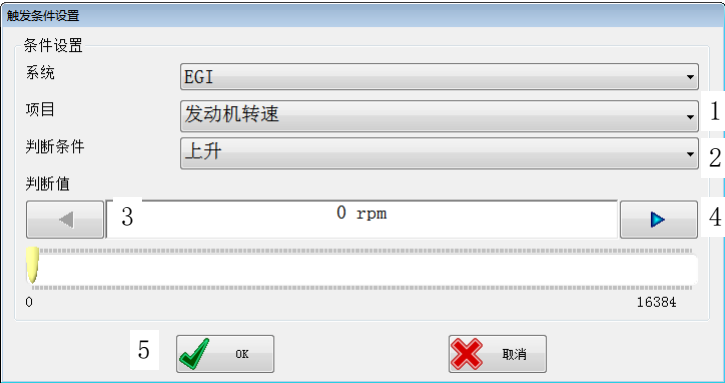 触发条件设置
条件设置
系统 EGI
项目 发动机转速 1
判断条件 上升 2
判断值
3 0 rpm 4
0 16384
5 OK 取消